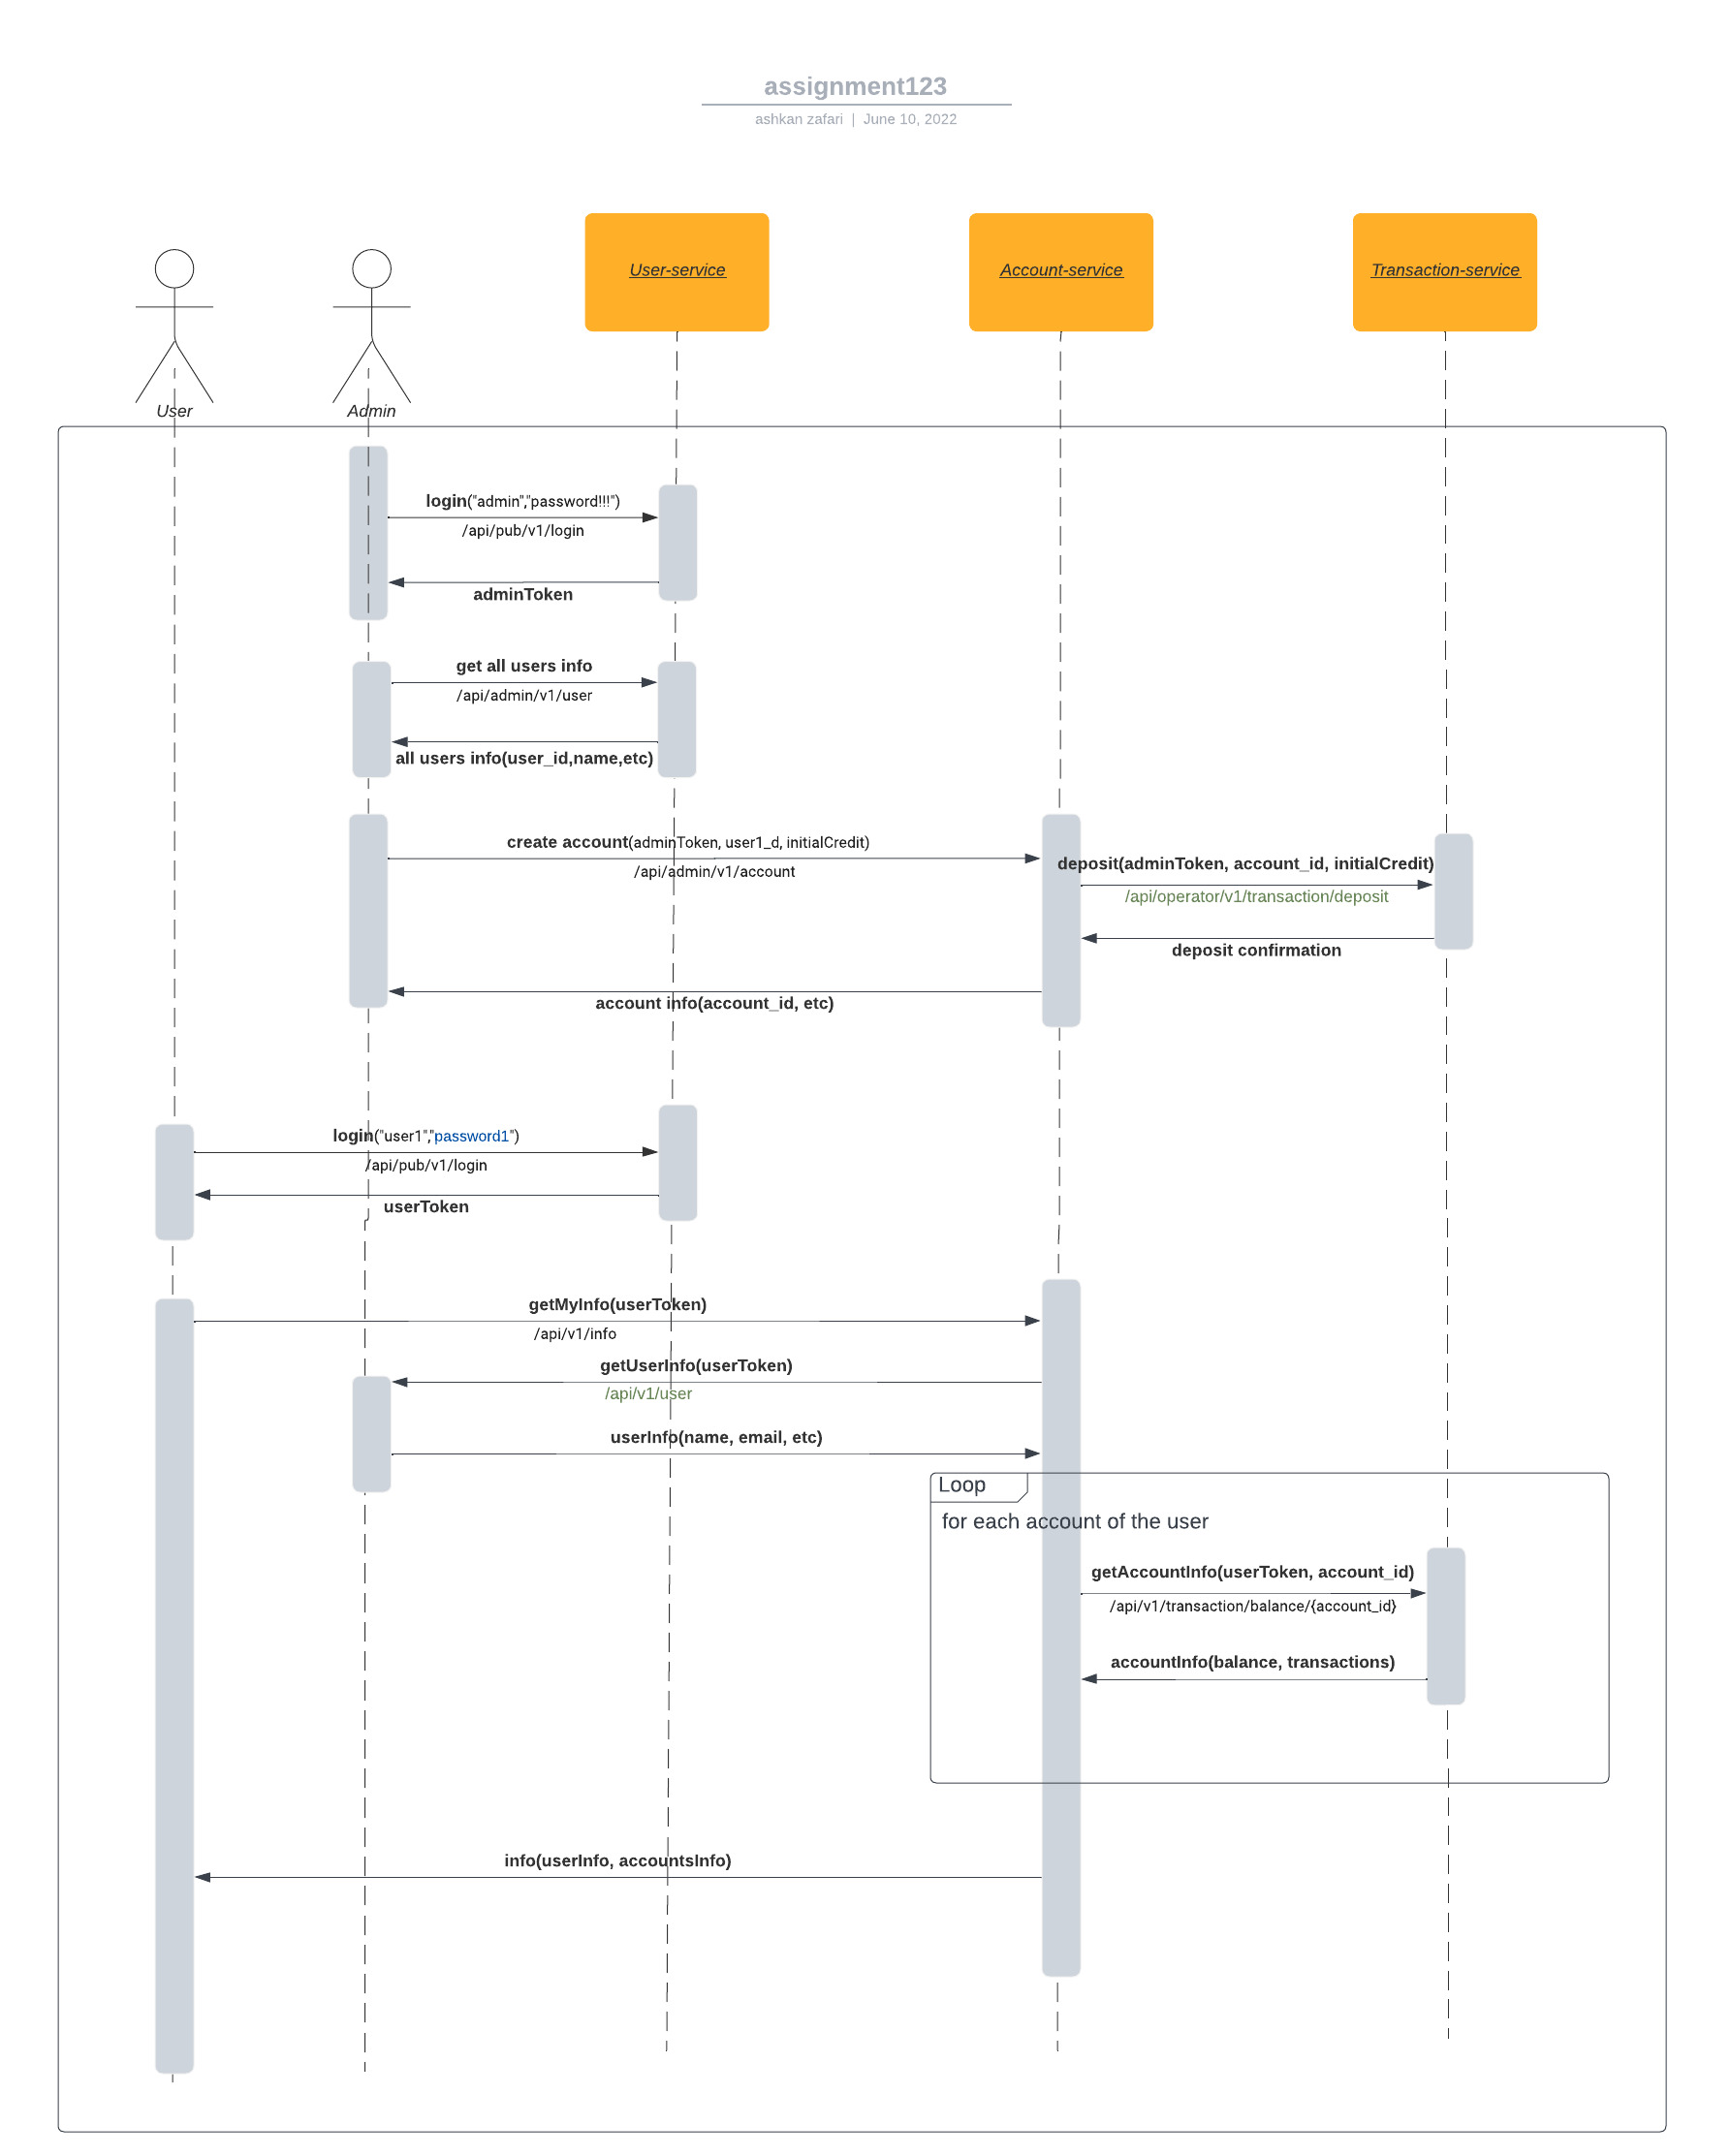 assignment123
ashkan zafari | June 10, 2022
User-service
Account-service
Transaction-service
User
Admin
login("admin","password!!!")
/api/pub/v1/login
adminToken
get all users info
/api/admin/v1/user
all users info(user_id,name,etc)
create account(adminToken, user1_d, initialCredit)
/api/admin/v1/account
deposit(adminToken, account_id, initialCredit)
/api/operator/v1/transaction/deposit
deposit confirmation
account info(account_id, etc)
login("user1","password1")
/api/pub/v1/login
userToken
getMyInfo(userToken)
/api/v1/info
getUserInfo(userToken)
/api/v1/user
userInfo(name, email, etc)
Loop
for each account of the user
getAccountInfo(userToken, account_id)
/api/v1/transaction/balance/{account_id}
accountInfo(balance, transactions)
info(userInfo, accountsInfo)